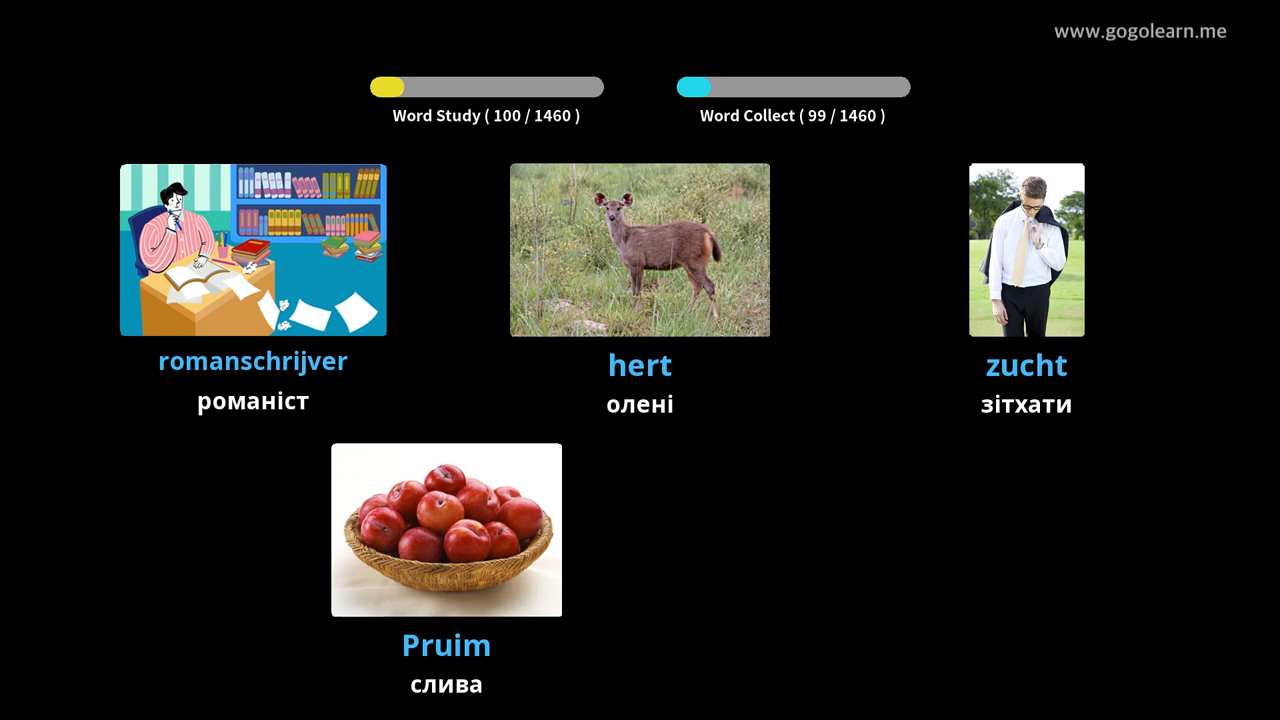 www.gogolearn.me
Word Study ( 100 / 1460 )
Word Collect ( 99 / 1460 )
romanschrijver
романіст
hert
олені
zucht
зітхати
Pruim
слива